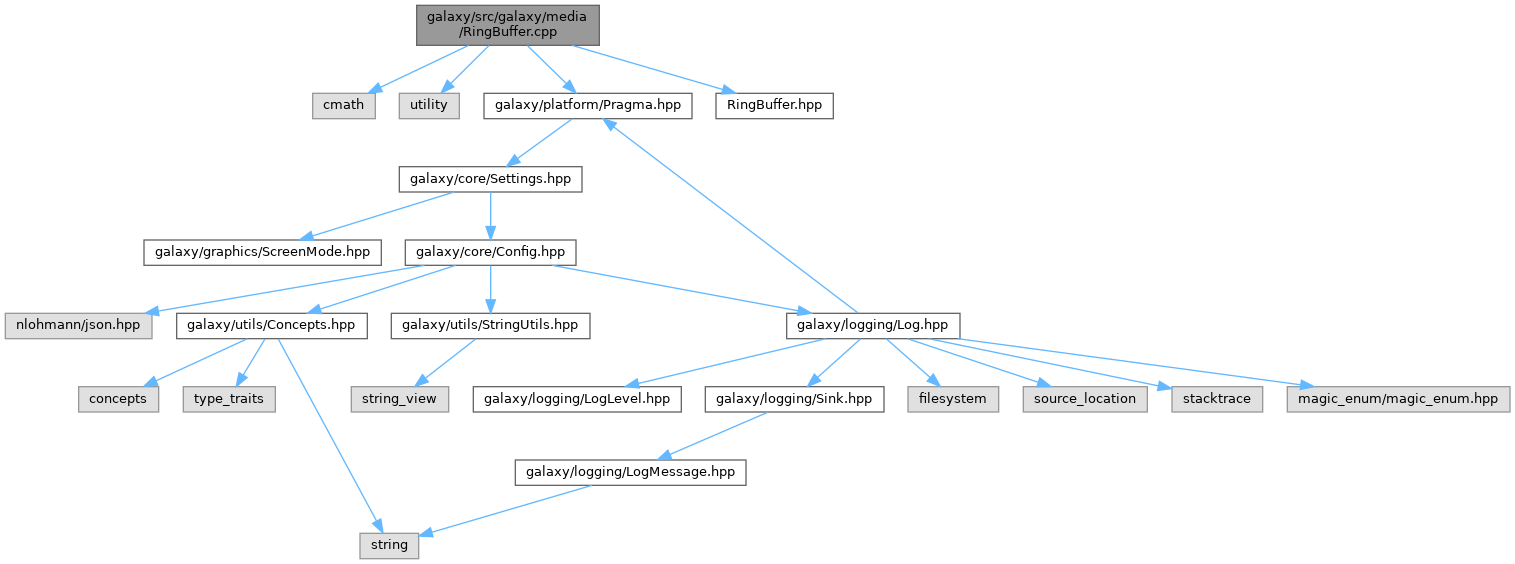 galaxy/src/galaxy/media
/RingBuffer.cpp
cmath
utility
galaxy/platform/Pragma.hpp
RingBuffer.hpp
galaxy/core/Settings.hpp
galaxy/graphics/ScreenMode.hpp
galaxy/core/Config.hpp
nlohmann/json.hpp
galaxy/utils/Concepts.hpp
galaxy/utils/StringUtils.hpp
galaxy/logging/Log.hpp
concepts
type_traits
string_view
galaxy/logging/LogLevel.hpp
galaxy/logging/Sink.hpp
filesystem
source_location
stacktrace
magic_enum/magic_enum.hpp
galaxy/logging/LogMessage.hpp
string